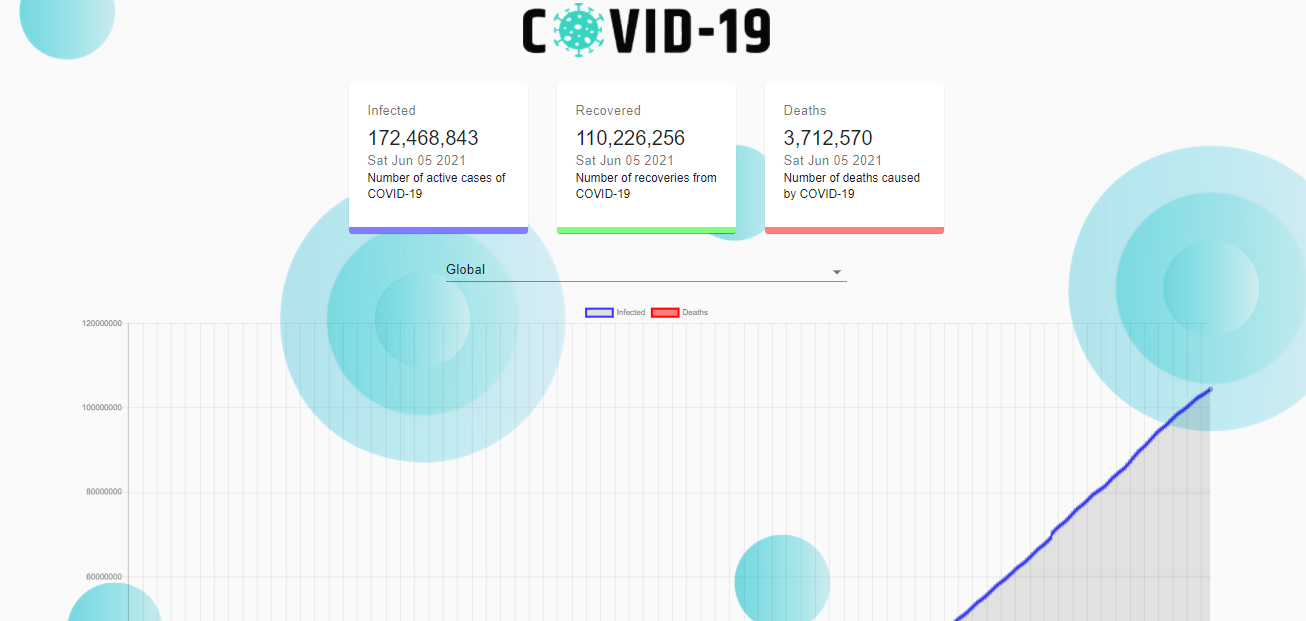 COVID-19
Infected
172,468,843
Sat Jun 05 2021
Number of active cases of
COVID-19
Recovered
110,226,256
Sat Jun 05 2021
Number of recoveries from
COVID-19
Deaths
3,712,570
Sat Jun 05 2021
Number of deaths caused
by COVID-19
Global
Infected Deaths
120000000
100000000
80000000
60000000